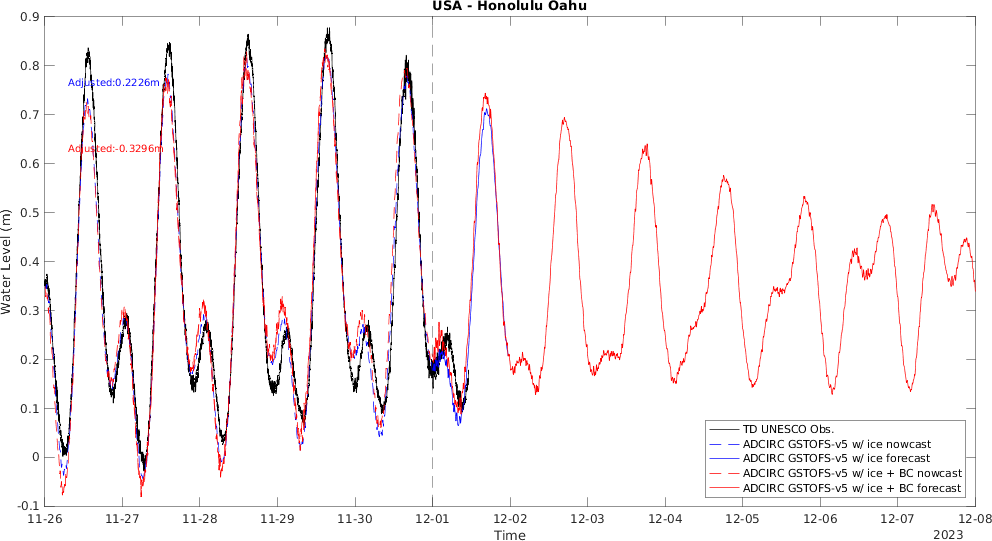 USA - Honolulu Oahu
0.9
0.8
0.7
0.6
0.5
0.4
0.3
0.2
0.1
0
-0.1
Water Level (m)
Adjusted:0.2226m
Adjusted:-0.3296m
TD UNESCO Obs.
ADCIRC GSTOFS-v5 w/ ice nowcast
ADCIRC GSTOFS-v5 w/ ice forecast
ADCIRC GSTOFS-v5 w/ ice + BC nowcast
ADCIRC GSTOFS-v5 w/ ice + BC forecast
11-26 11-27 11-28 11-29 11-30 12-01 12-02 12-03 12-04 12-05 12-06 12-07 12-08
Time
2023